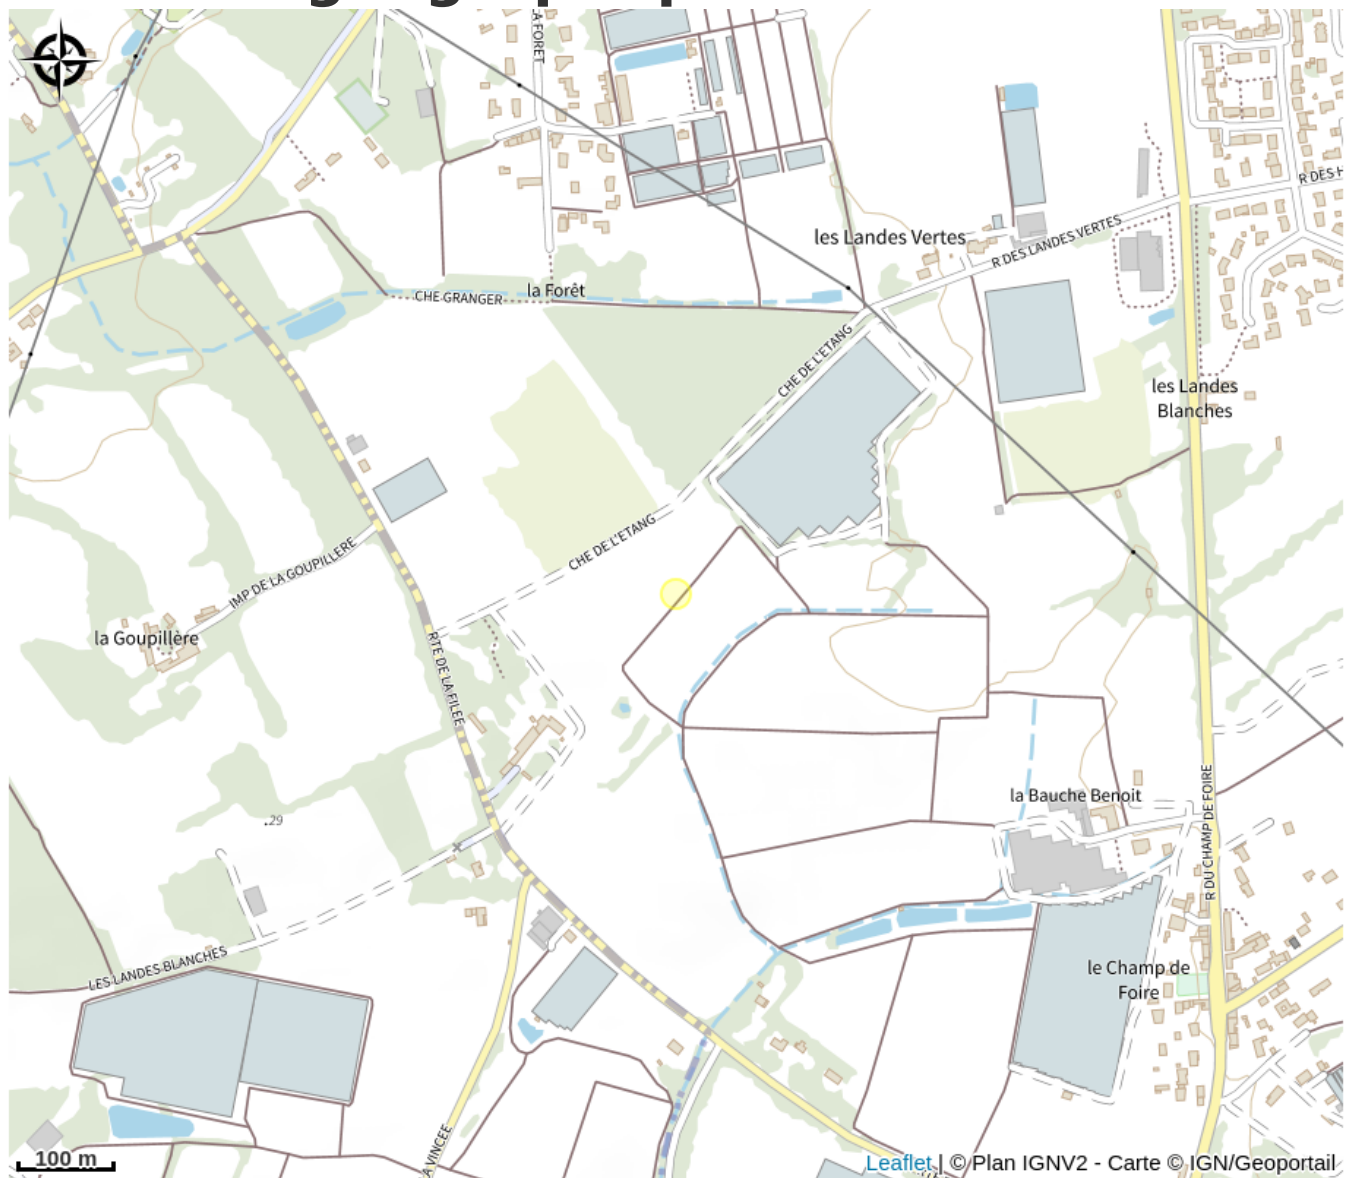 A FORET
R DES H
les Landes Vertes
R DES LANDES VERTES
la Forêt
CHE GRANGER
CHE DE L'ETANG
les Landes
Blanches
CHE DE L'ETANG
IMP DE LA GOUPILLERE
la Goupillère
RTE DE LA FILEE
la Bauche Benoit
R DU CHAMP DE FOIRE
.29
LES LANDES BLANCHES
le Champ de
Foire
A VINCEE
100 m
Leaflet | © Plan IGNV2 - Carte © IGN/Geoportail